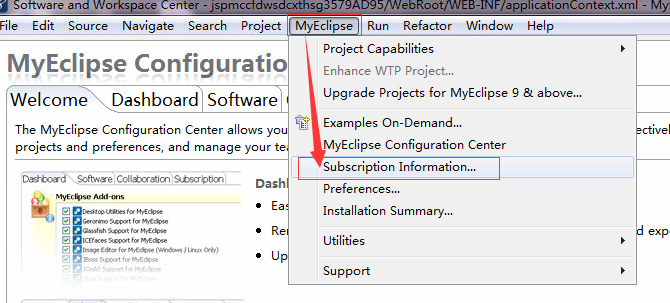 Software and Workspace Center - jspmccfdwsdcxthsg3579AD95/WebRoot/WEB-INF/applicationContext.xml - My
File Edit Source Navigate Search Project MyEclipse Run Redmine Window Help
MyEclipse Configuration
Welcome Dashboard Software
The MyEclipse Configuration Center allows you
projects and preferences, and manage your tea
Project Capabilities
Enhance WTP Project...
Upgrade Projects for MyEclipse 9 & above...
Examples On-Demand...
MyEclipse Configuration Center
Subscription Information...
Preferences...
Installation Summary...
Utilities
Support
Dashboard Software Collaboration Subscription
MyEclipse Add-ons
Desktop Utilities for MyEclipse
Geronimo Support for MyEclipse
Glassfish Support for MyEclipse
ICEFaces Support for MyEclipse
Image Editor for MyEclipse (Windows / Linux Only)
JBoss Support for MyEclipse
JOnAS Support for MyEclipse
Dash
Eas
Rer
Up
ectively
d exp